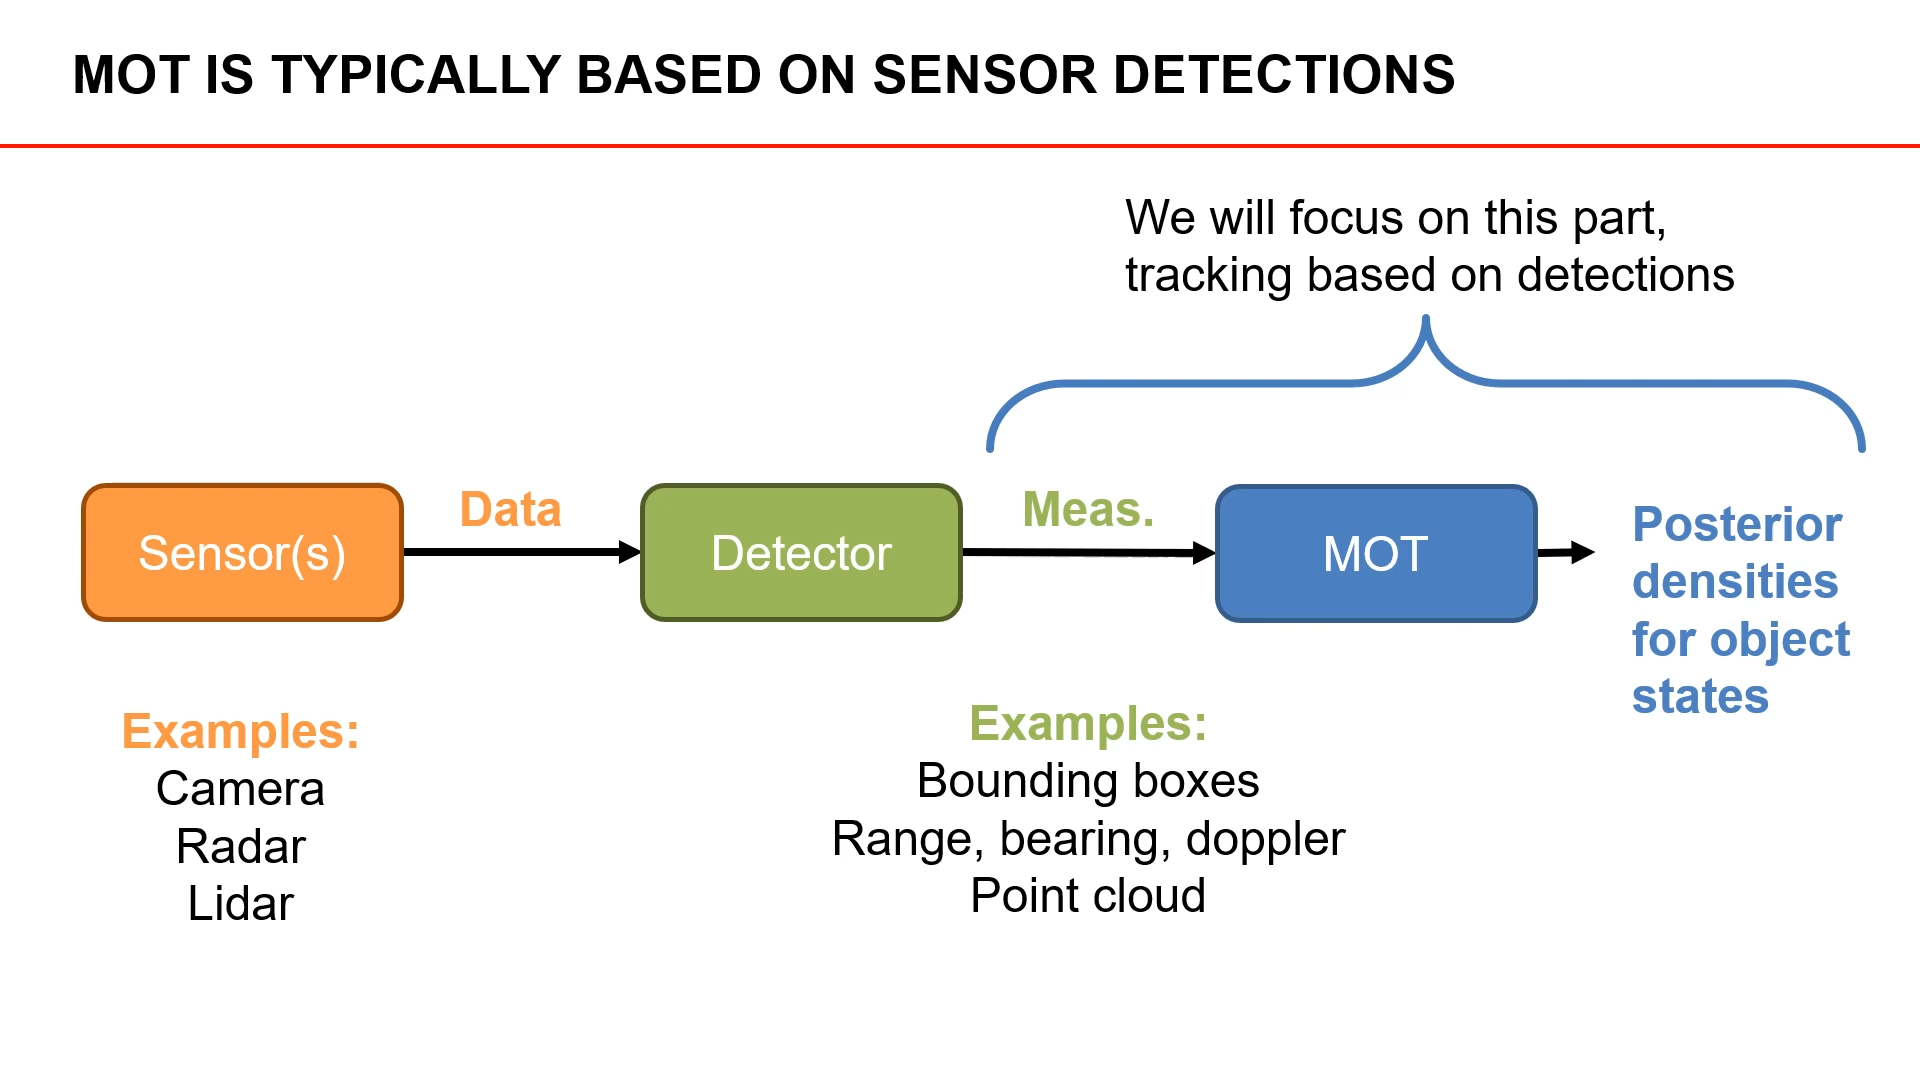 MOT IS TYPICALLY BASED ON SENSOR DETECTIONS
We will focus on this part,
tracking based on detections
Sensor(s)
Data
Detector
Meas.
MOT
Posterior
densities
for object
states
Examples:
Camera
Radar
Lidar
Examples:
Bounding boxes
Range, bearing, doppler
Point cloud